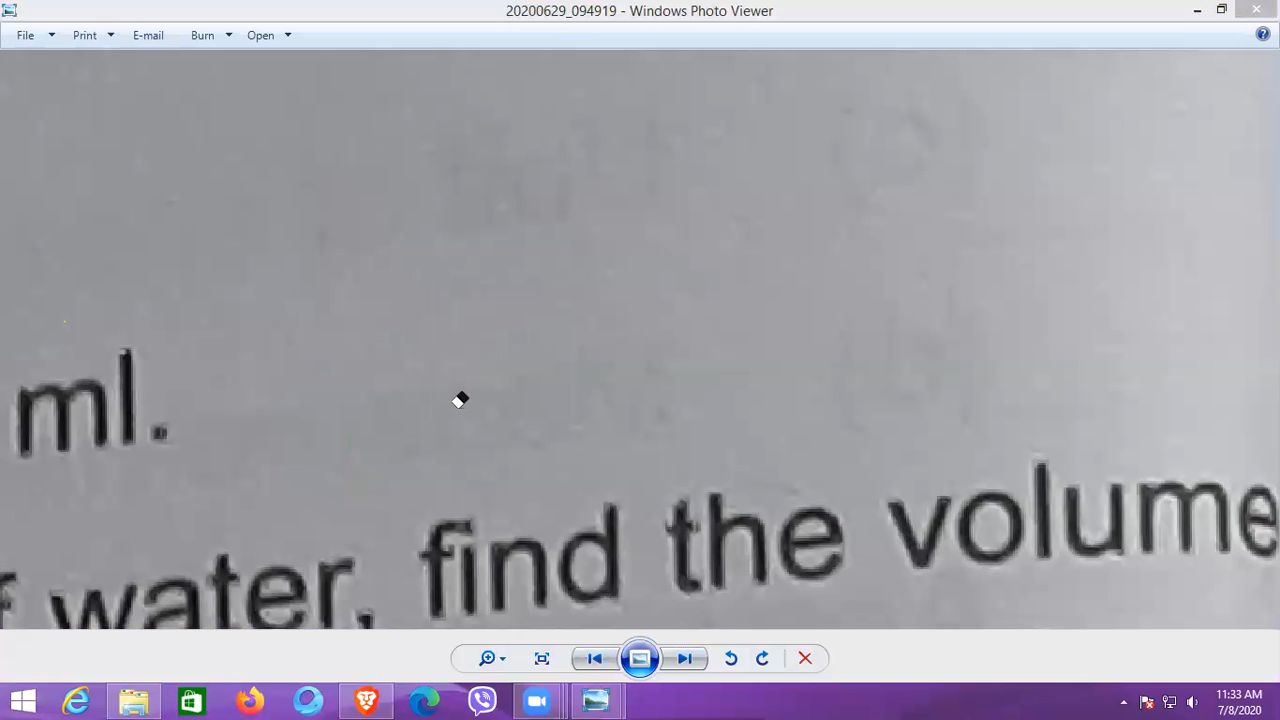 20200629_094919 - Windows Photo Viewer
File Print E-mail Burn Open
ml.
f water, find the volume
11:33 AM
7/8/2020